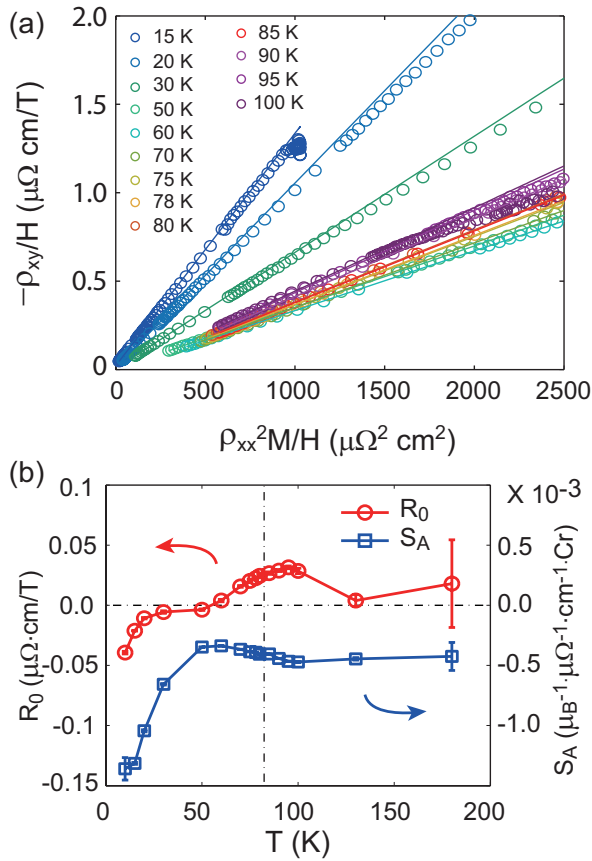 (a)
2.0
1.5
1.0
0.5
0
−ρxy/H (μΩ cm/T)
15 K
20 K
30 K
50 K
60 K
70 K
75 K
78 K
80 K
85 K
90 K
95 K
100 K
0 500 1000 1500 2000 2500
ρxx²M/H (μΩ² cm²)
(b)
0.1
0.05
0.0
-0.05
-0.1
-0.15
R₀ (μΩ·cm/T)
R₀
S_A
X 10⁻³
0.5
0.0
-0.5
-1.0
S_A (μB⁻¹·μΩ⁻¹·cm⁻¹·Cr)
0 50 100 150 200
T (K)